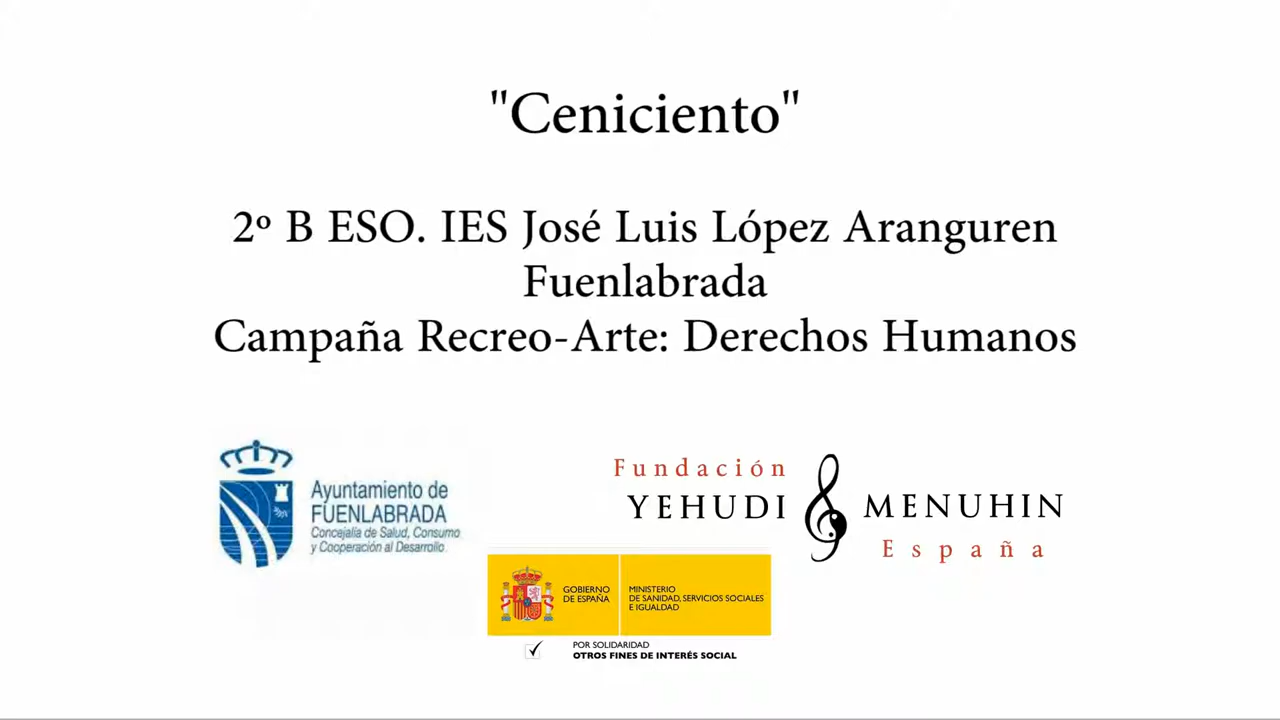 "Ceniciento"
2º B ESO. IES José Luis López Aranguren
Fuenlabrada
Campaña Recreo-Arte: Derechos Humanos
Ayuntamiento de
FUENLABRADA
Concejalía de Salud, Consumo
y Cooperación al Desarrollo
Fundación
YEHUDI MENUHIN
España
GOBIERNO
DE ESPAÑA
MINISTERIO
DE SANIDAD, SERVICIOS SOCIALES
E IGUALDAD
POR SOLIDARIDAD
OTROS FINES DE INTERÉS SOCIAL